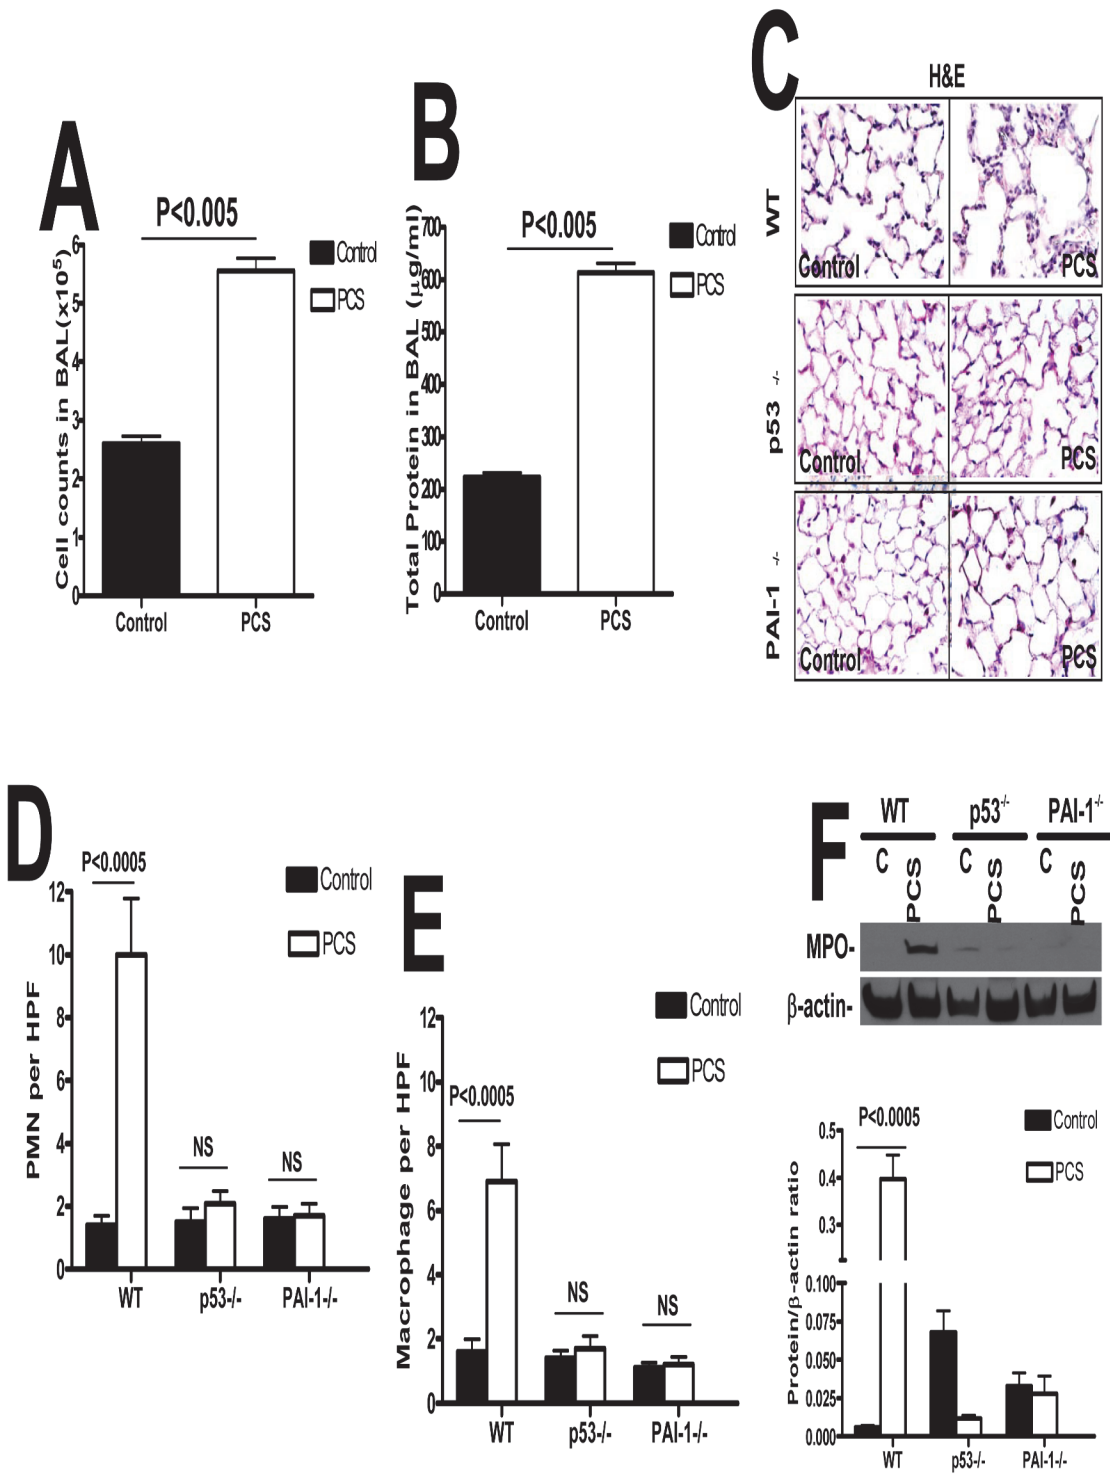 A
P<0.005
Cell counts in BAL(x10⁵)
6
5
4
3
2
1
0
Control
PCS
Control
PCS
B
P<0.005
Total Protein in BAL (μg/ml)
700
600
500
400
300
200
100
0
Control
PCS
Control
PCS
C
H&E
WT
Control
PCS
p53 -/-
Control
PCS
PAI-1 -/-
Control
PCS
D
P<0.0005
PMN per HPF
12
10
8
6
4
2
0
NS
NS
WT
p53-/-
PAI-1-/-
Control
PCS
E
P<0.0005
Macrophage per HPF
12
10
8
6
4
2
0
NS
NS
WT
p53-/-
PAI-1-/-
Control
PCS
F
WT p53-/- PAI-1-/-
C PCS C PCS C PCS
MPO-
β-actin-
P<0.0005
Protein/β-actin ratio
0.5
0.4
0.3
0.100
0.075
0.050
0.025
0.000
WT
p53-/-
PAI-1-/-
Control
PCS